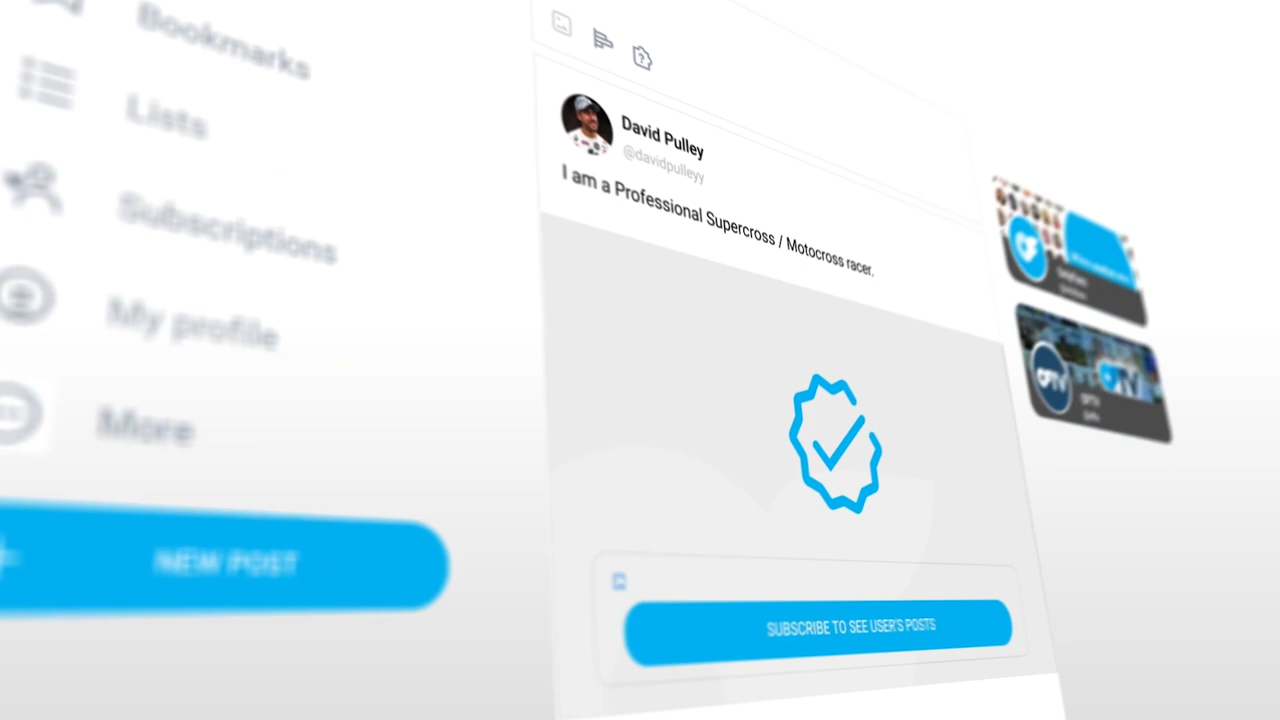 Bookmarks
Lists
Subscriptions
My profile
More
NEW POST
David Pulley
@davidpulleyy
I am a Professional Supercross / Motocross racer.
SUBSCRIBE TO SEE USER'S POSTS
OFTV